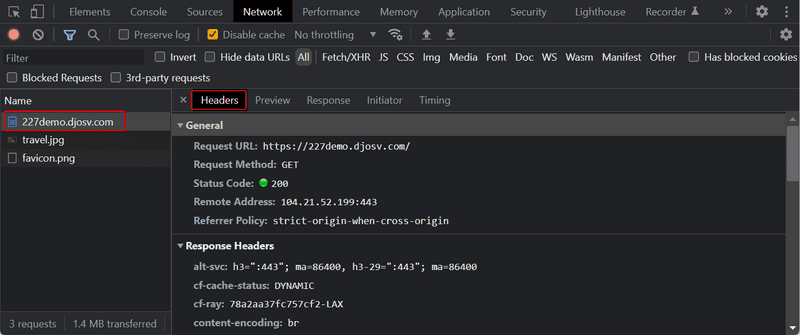 Elements Console Sources Network Performance Memory Application Security Lighthouse Recorder »
Preserve log Disable cache No throttling
Filter Invert Hide data URLs All Fetch/XHR JS CSS Img Media Font Doc WS Wasm Manifest Other Has blocked cookies
Blocked Requests 3rd-party requests
Name × Headers Preview Response Initiator Timing
227demo.djosv.com
travel.jpg
favicon.png
General
Request URL: https://227demo.djosv.com/
Request Method: GET
Status Code: 200
Remote Address: 104.21.52.199:443
Referrer Policy: strict-origin-when-cross-origin
Response Headers
alt-svc: h3=":443"; ma=86400, h3-29=":443"; ma=86400
cf-cache-status: DYNAMIC
cf-ray: 78a2aa37fc757cf2-LAX
content-encoding: br
3 requests 1.4 MB transferred